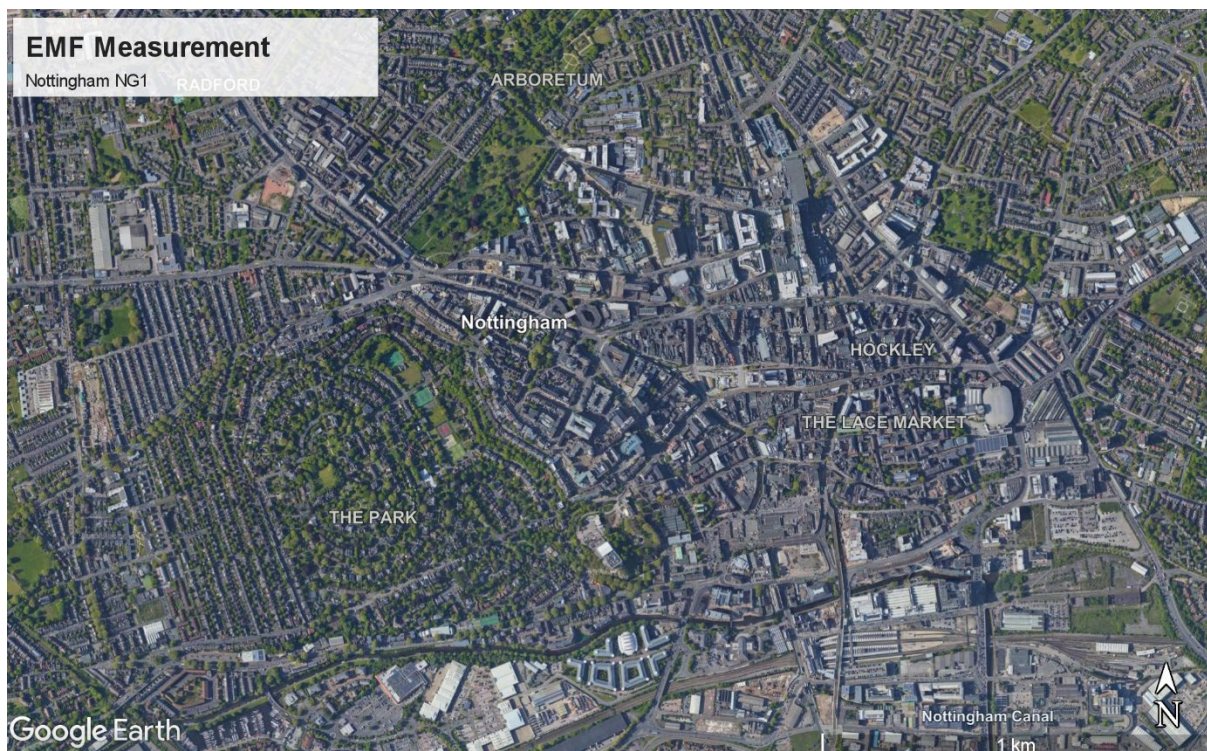 EMF Measurement
Nottingham NG1
RADFORD
ARBORETUM
Nottingham
HOCKLEY
THE LACE MARKET
THE PARK
Nottingham Canal
Google Earth
1 km
N